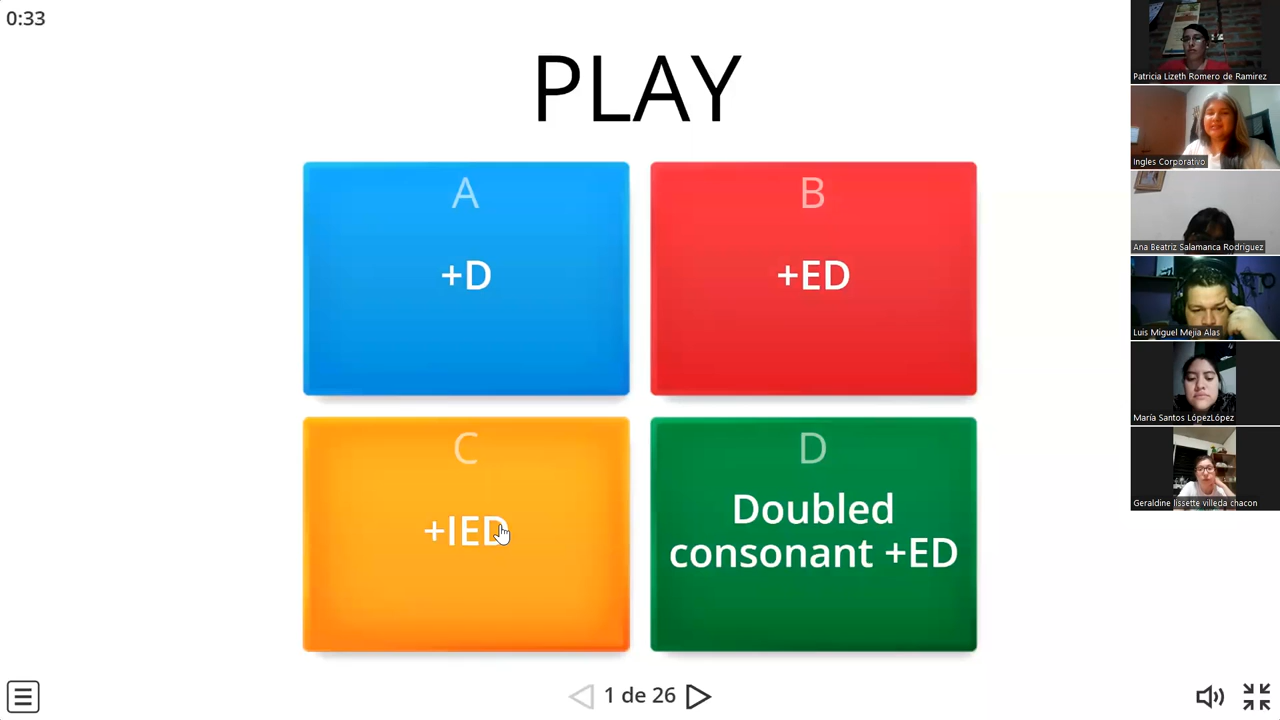 0:33
PLAY
A
+D
B
+ED
C
+IED
D
Doubled
consonant +ED
1 de 26
Patricia Lizeth Romero de Ramirez
Ingles Corporativo
Ana Beatriz Salamanca Rodriguez
Luis Miguel Mejia Alas
María Santos LópezLópez
Geraldine lissette villeda chacon